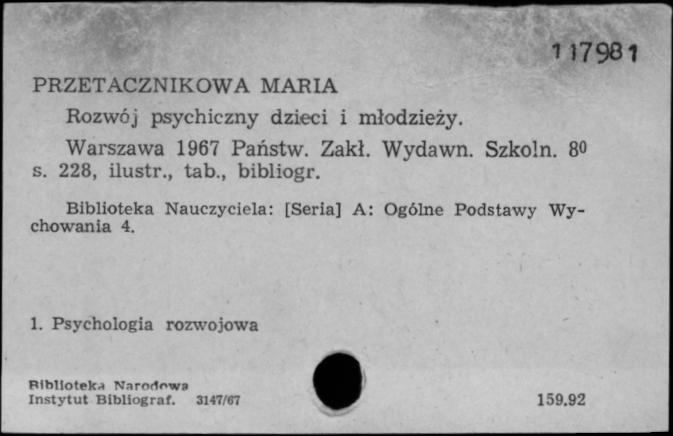 117981
PRZETACZNIKOWA MARIA
Rozwój psychiczny dzieci i młodzieży.
Warszawa 1967 Państw. Zakł. Wydawn. Szkoln. 8⁰
s. 228, ilustr., tab., bibliogr.
Biblioteka Nauczyciela: [Seria] A: Ogólne Podstawy Wy-
chowania 4.
1. Psychologia rozwojowa
Biblioteka Narodowa
Instytut Bibliograf. 3147/67
159.92